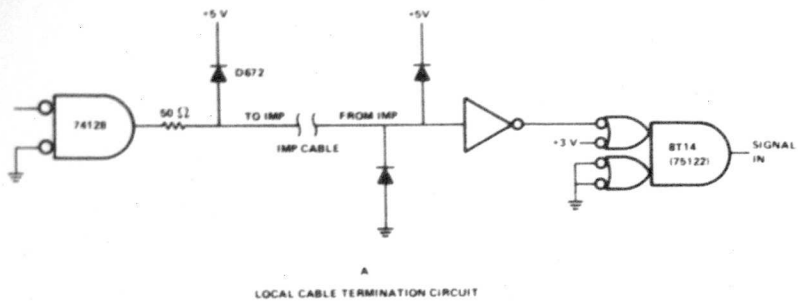 +5 V
+5V
D672
50 Ω
74128
TO IMP
FROM IMP
IMP CABLE
+3 V
8T14
(75122)
SIGNAL
IN
A
LOCAL CABLE TERMINATION CIRCUIT